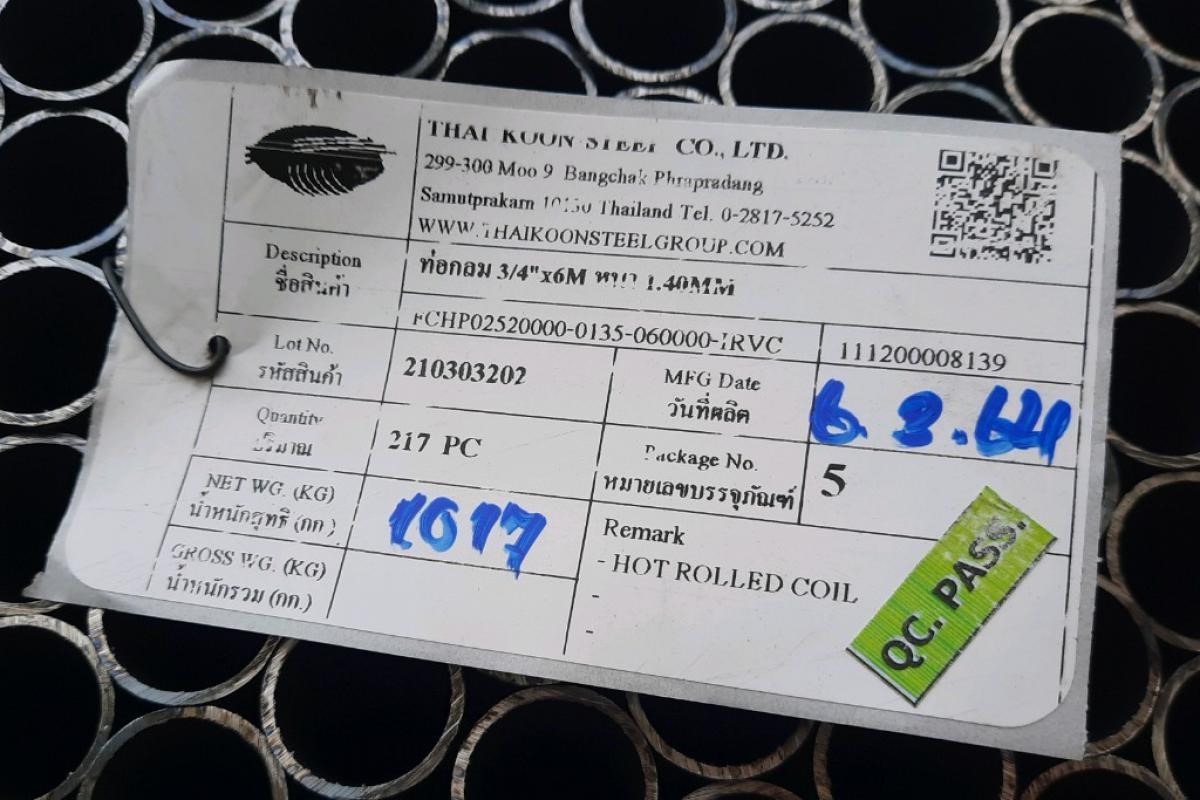 THAI KOON STEEL CO., LTD.
299-300 Moo 9 Bangchak Phrapradang
Samutprakarn 10130 Thailand Tel. 0-2817-5252
WWW.THAIKOONSTEELGROUP.COM
Description
ชื่อสินค้า
ท่อกลม 3/4"x6M หนา 1.40MM
FCHP02520000-0135-060000-IRVC
111200008139
Lot No.
รหัสสินค้า
210303202
MFG Date
วันที่ผลิต
6.3.64
Quantity
ปริมาณ
217 PC
Package No.
หมายเลขบรรจุภัณฑ์
5
NET WG. (KG)
น้ำหนักสุทธิ (กก.)
1017
GROSS WG. (KG)
น้ำหนักรวม (กก.)
Remark
- HOT ROLLED COIL
-
-
QC. PASS.